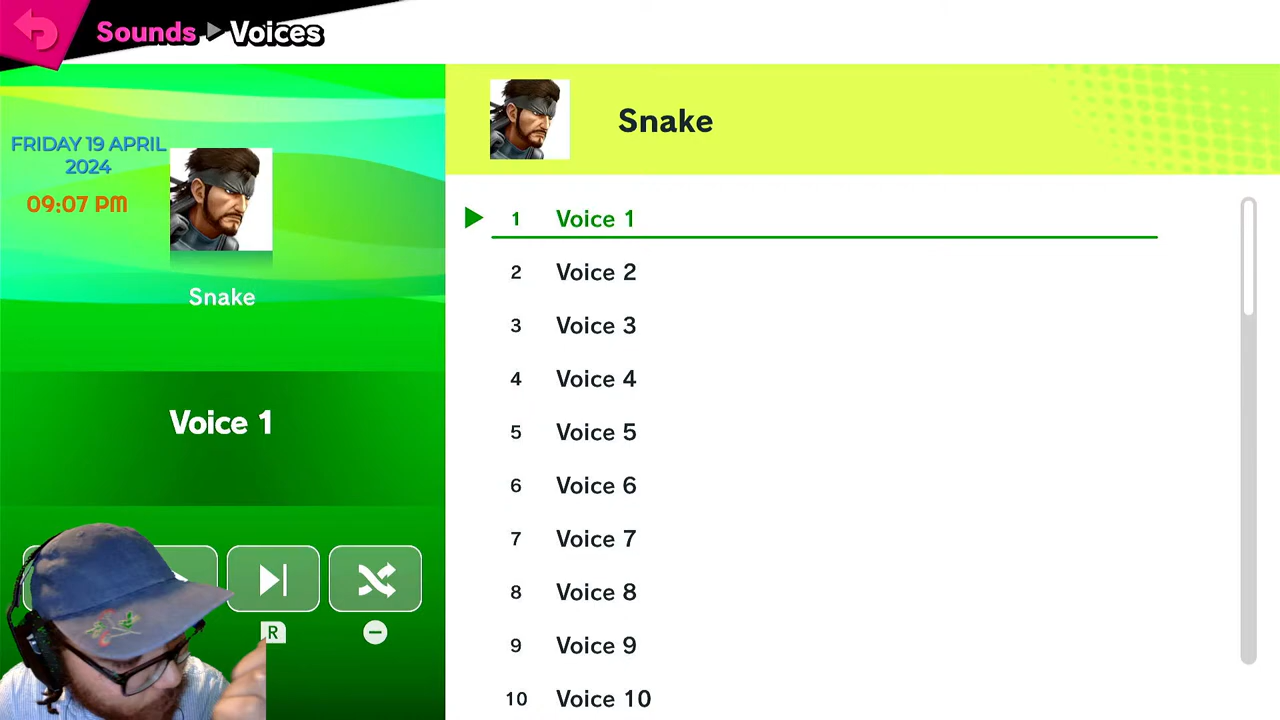 Sounds ▶ Voices
FRIDAY 19 APRIL
2024
09:07 PM
Snake
Voice 1
R
Snake
1 Voice 1
2 Voice 2
3 Voice 3
4 Voice 4
5 Voice 5
6 Voice 6
7 Voice 7
8 Voice 8
9 Voice 9
10 Voice 10